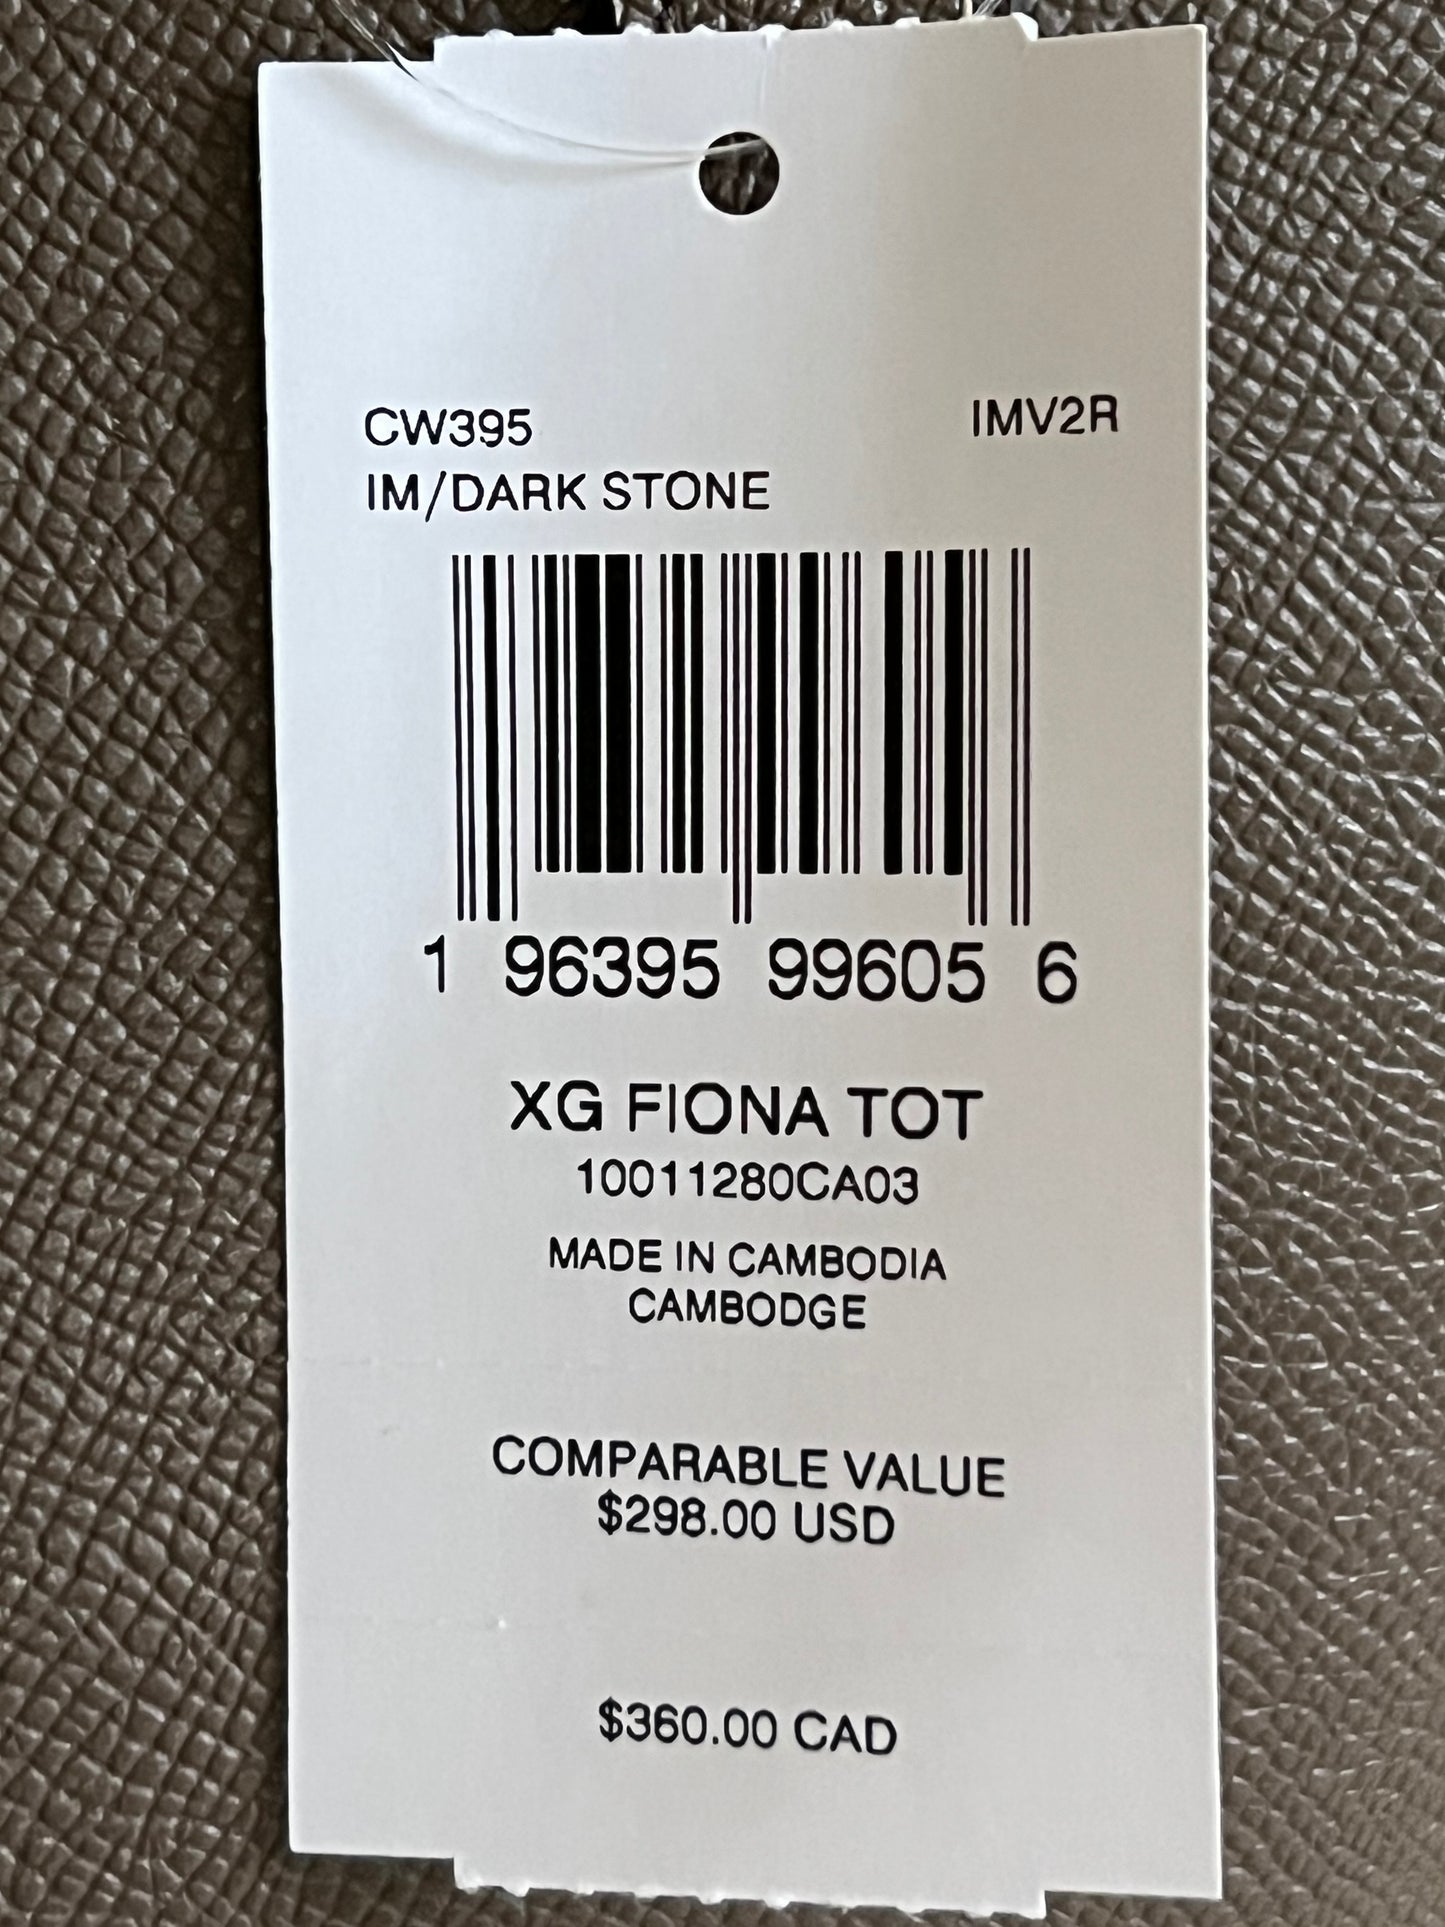 CW395 IMV2R
IM/DARK STONE
1 96395 99605 6
XG FIONA TOT
10011280CA03
MADE IN CAMBODIA
CAMBODGE
COMPARABLE VALUE
$298.00 USD
$360.00 CAD